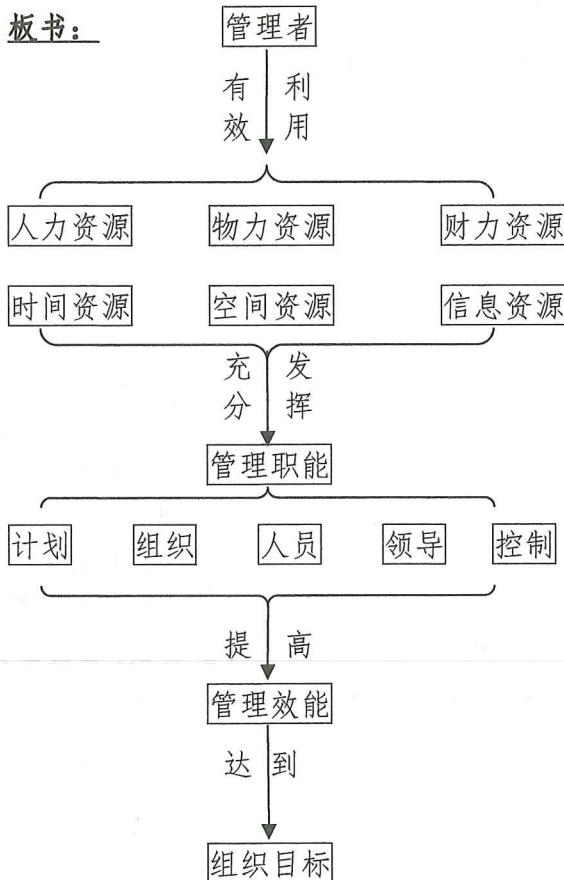 板书：
管理者
有 利
效 用
人力资源 物力资源 财力资源
时间资源 空间资源 信息资源
充 发
分 挥
管理职能
计划 组织 人员 领导 控制
提 高
管理效能
达 到
组织目标